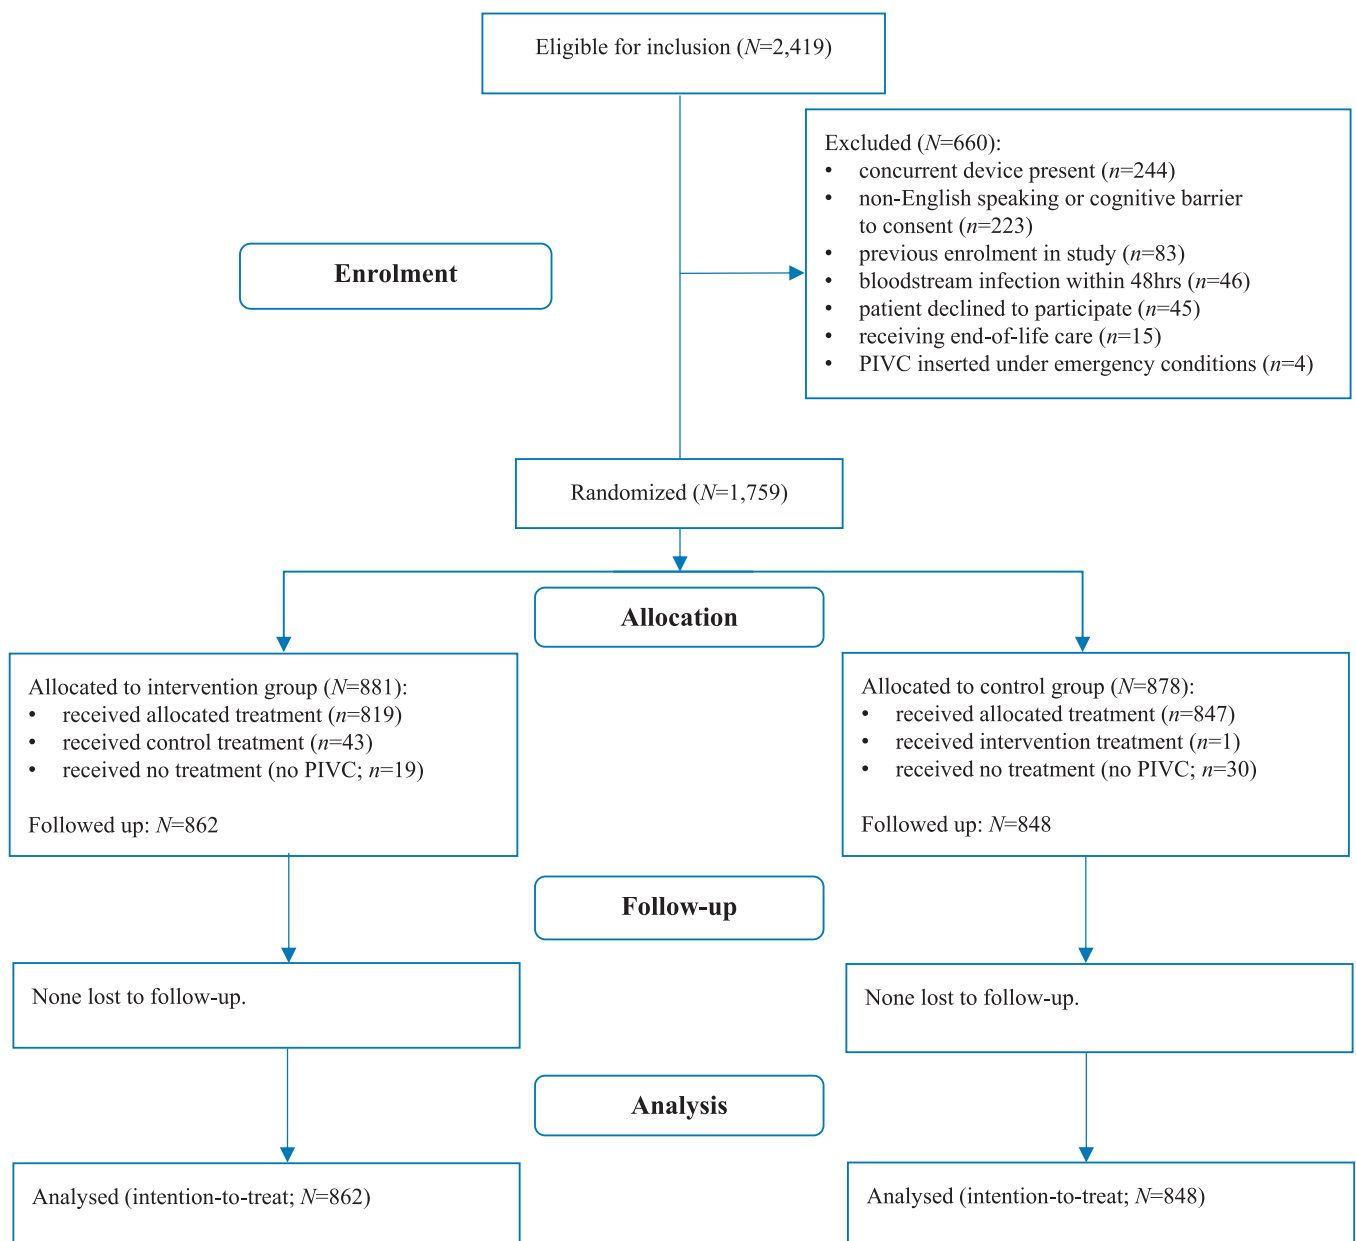 Eligible for inclusion (N=2,419)
Excluded (N=660):
• concurrent device present (n=244)
• non-English speaking or cognitive barrier
to consent (n=223)
• previous enrolment in study (n=83)
• bloodstream infection within 48hrs (n=46)
• patient declined to participate (n=45)
• receiving end-of-life care (n=15)
• PIVC inserted under emergency conditions (n=4)
Enrolment
Randomized (N=1,759)
Allocation
Allocated to intervention group (N=881):
• received allocated treatment (n=819)
• received control treatment (n=43)
• received no treatment (no PIVC; n=19)
Followed up: N=862
Allocated to control group (N=878):
• received allocated treatment (n=847)
• received intervention treatment (n=1)
• received no treatment (no PIVC; n=30)
Followed up: N=848
Follow-up
None lost to follow-up.
None lost to follow-up.
Analysis
Analysed (intention-to-treat; N=862)
Analysed (intention-to-treat; N=848)